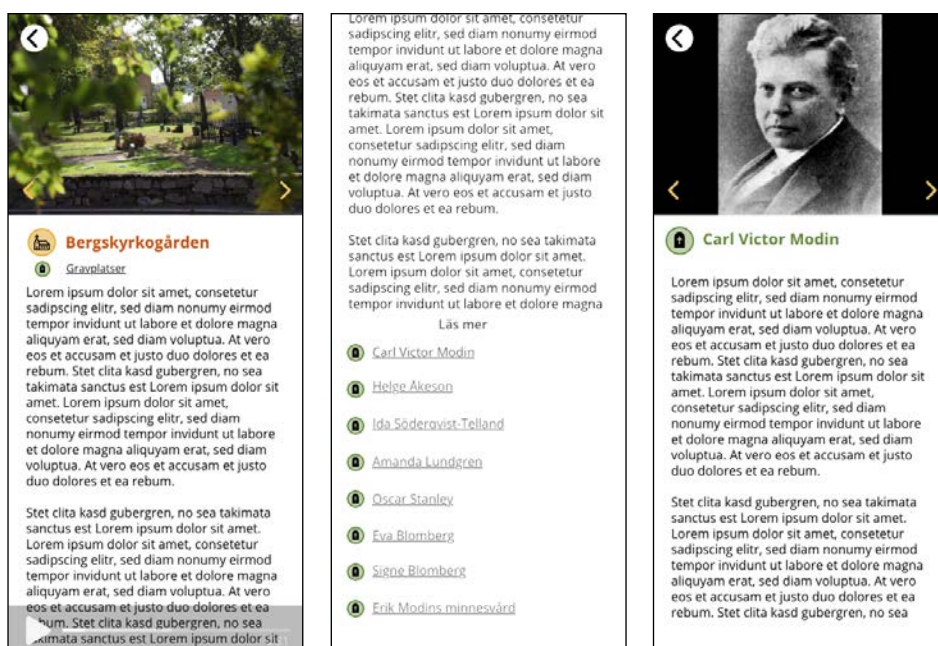 Bergskyrkogården
Gravplatser
Lorem ipsum dolor sit amet, consetetur
sadipscing elitr, sed diam nonumy eirmod
tempor invidunt ut labore et dolore magna
aliquyam erat, sed diam voluptua. At vero
eos et accusam et justo duo dolores et ea
rebum. Stet clita kasd gubergren, no sea
takimata sanctus est Lorem ipsum dolor sit
amet. Lorem ipsum dolor sit amet,
consetetur sadipscing elitr, sed diam
nonumy eirmod tempor invidunt ut labore
et dolore magna aliquyam erat, sed diam
voluptua. At vero eos et accusam et justo
duo dolores et ea rebum.
Stet clita kasd gubergren, no sea takimata
sanctus est Lorem ipsum dolor sit amet.
Lorem ipsum dolor sit amet, consetetur
sadipscing elitr, sed diam nonumy eirmod
tempor invidunt ut labore et dolore magna
aliquyam erat, sed diam voluptua. At vero
eos et accusam et justo duo dolores et ea
rebum. Stet clita kasd gubergren, no sea
takimata sanctus est Lorem ipsum dolor sit
Lorem ipsum dolor sit amet, consetetur
sadipscing elitr, sed diam nonumy eirmod
tempor invidunt ut labore et dolore magna
aliquyam erat, sed diam voluptua. At vero
eos et accusam et justo duo dolores et ea
rebum. Stet clita kasd gubergren, no sea
takimata sanctus est Lorem ipsum dolor sit
amet. Lorem ipsum dolor sit amet,
consetetur sadipscing elitr, sed diam
nonumy eirmod tempor invidunt ut labore
et dolore magna aliquyam erat, sed diam
voluptua. At vero eos et accusam et justo
duo dolores et ea rebum.
Stet clita kasd gubergren, no sea takimata
sanctus est Lorem ipsum dolor sit amet.
Lorem ipsum dolor sit amet, consetetur
sadipscing elitr, sed diam nonumy eirmod
tempor invidunt ut labore et dolore magna
Läs mer
Carl Victor Modin
Helge Åkeson
Ida Söderqvist-Telland
Amanda Lundgren
Oscar Stanley
Eva Blomberg
Signe Blomberg
Erik Modins minnesvård
Carl Victor Modin
Lorem ipsum dolor sit amet, consetetur
sadipscing elitr, sed diam nonumy eirmod
tempor invidunt ut labore et dolore magna
aliquyam erat, sed diam voluptua. At vero
eos et accusam et justo duo dolores et ea
rebum. Stet clita kasd gubergren, no sea
takimata sanctus est Lorem ipsum dolor sit
amet. Lorem ipsum dolor sit amet,
consetetur sadipscing elitr, sed diam
nonumy eirmod tempor invidunt ut labore
et dolore magna aliquyam erat, sed diam
voluptua. At vero eos et accusam et justo
duo dolores et ea rebum.
Stet clita kasd gubergren, no sea takimata
sanctus est Lorem ipsum dolor sit amet.
Lorem ipsum dolor sit amet, consetetur
sadipscing elitr, sed diam nonumy eirmod
tempor invidunt ut labore et dolore magna
aliquyam erat, sed diam voluptua. At vero
eos et accusam et justo duo dolores et ea
rebum. Stet clita kasd gubergren, no sea